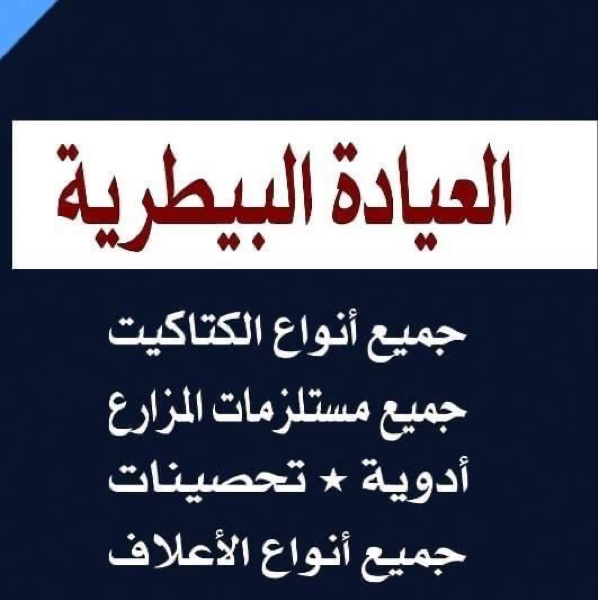 العيادة البيطرية
جميع أنواع الكتاكيت
جميع مستلزمات المزارع
أدوية ★ تحصينات
جميع أنواع الأعلاف